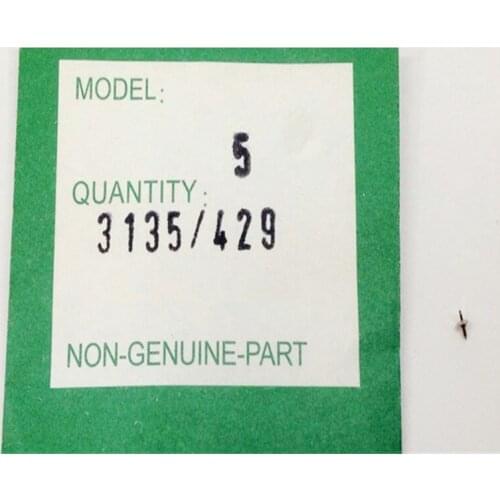 MODEL:
5
QUANTITY:
3135/429
NON-GENUINE-PART